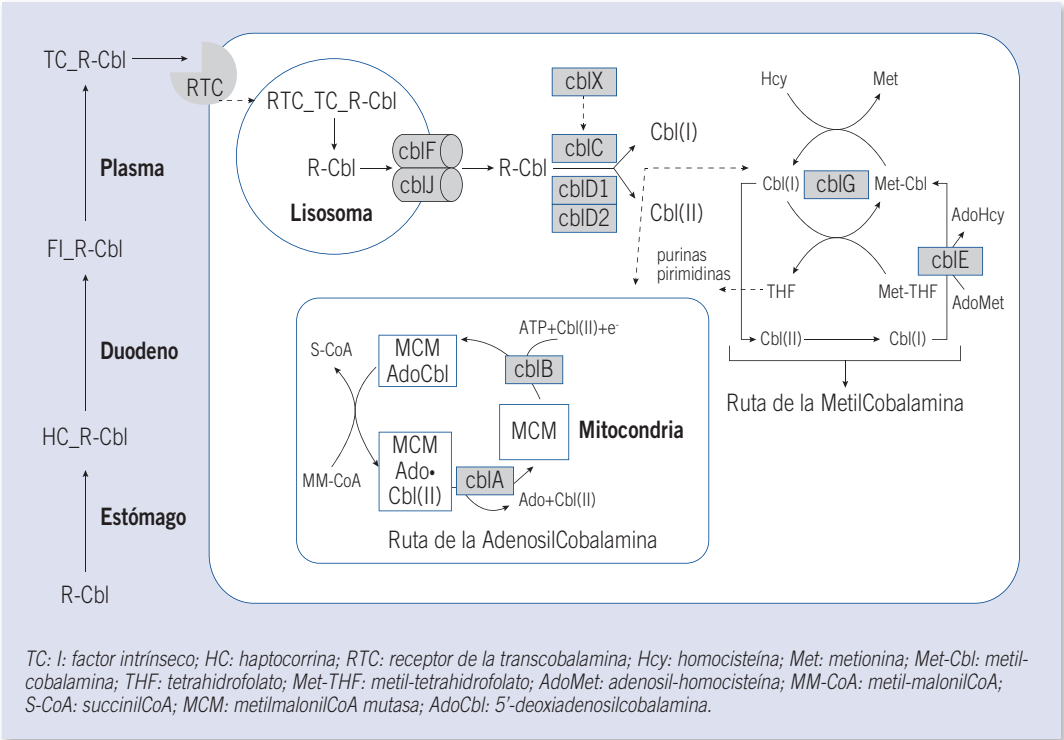 TC_R-Cbl
RTC
Plasma
FI_R-Cbl
Duodeno
HC_R-Cbl
Estómago
R-Cbl
RTC_TC_R-Cbl
R-Cbl
Lisosoma
cblF
cblJ
R-Cbl
cblX
cblC
cblD1
cblD2
Cbl(I)
Cbl(II)
Hcy
Met
Cbl(I)
cblG
Met-Cbl
AdoHcy
cblE
AdoMet
purinas
pirimidinas
THF
Met-THF
Cbl(II)
Cbl(I)
Ruta de la MetilCobalamina
S-CoA
MCM
AdoCbl
ATP+Cbl(II)+e-
cblB
MCM
Mitocondria
MM-CoA
MCM
Ado•
Cbl(II)
cblA
Ado+Cbl(II)
Ruta de la AdenosilCobalamina
TC: I: factor intrínseco; HC: haptocorrina; RTC: receptor de la transcobalamina; Hcy: homocisteína; Met: metionina; Met-Cbl: metil-
cobalamina; THF: tetrahidrofolato; Met-THF: metil-tetrahidrofolato; AdoMet: adenosil-homocisteína; MM-CoA: metil-malonilCoA;
S-CoA: succinilCoA; MCM: metilmalonilCoA mutasa; AdoCbl: 5'-deoxiadenosilcobalamina.